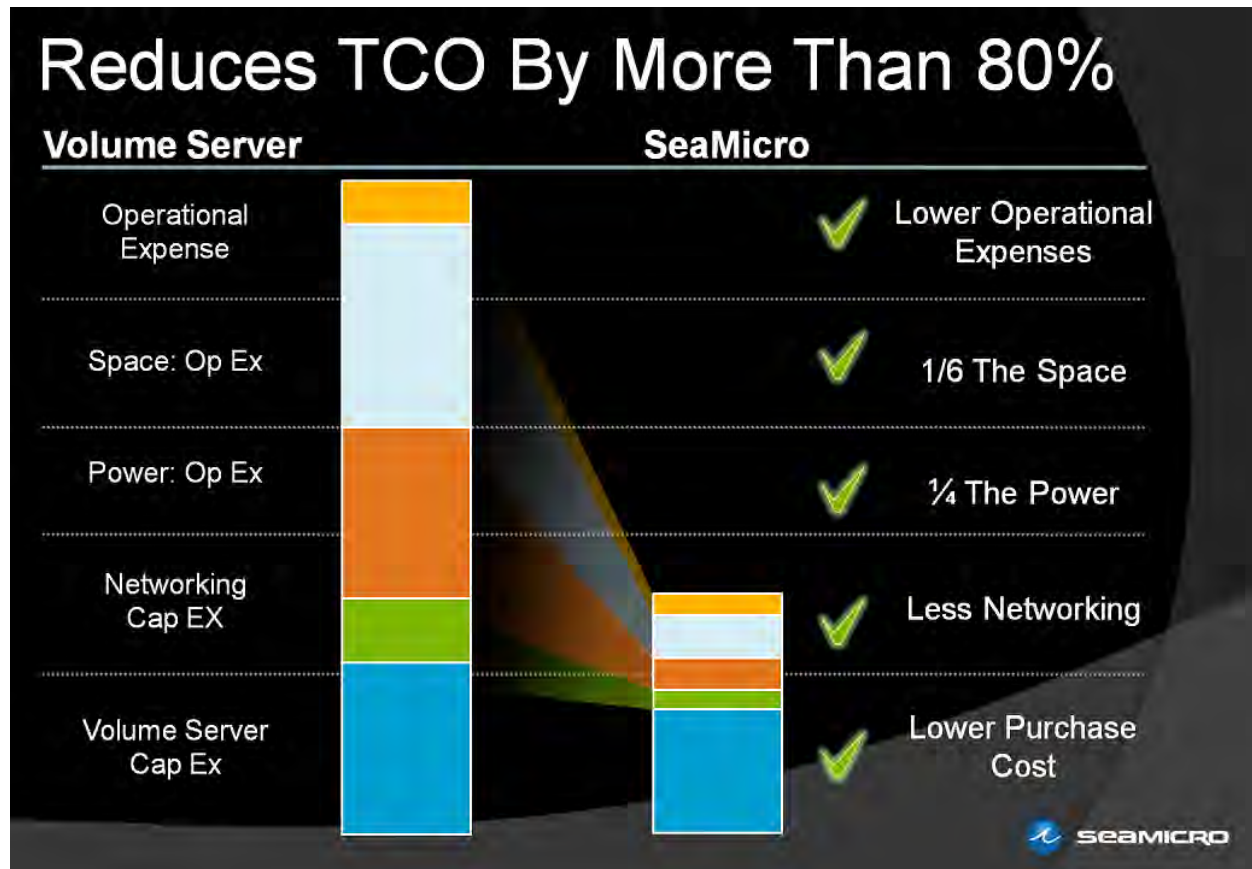 Reduces TCO By More Than 80%
Volume Server
SeaMicro
Operational
Expense
Lower Operational
Expenses
Space: Op Ex
1/6 The Space
Power: Op Ex
¼ The Power
Networking
Cap EX
Less Networking
Volume Server
Cap Ex
Lower Purchase
Cost
SEAMICRO